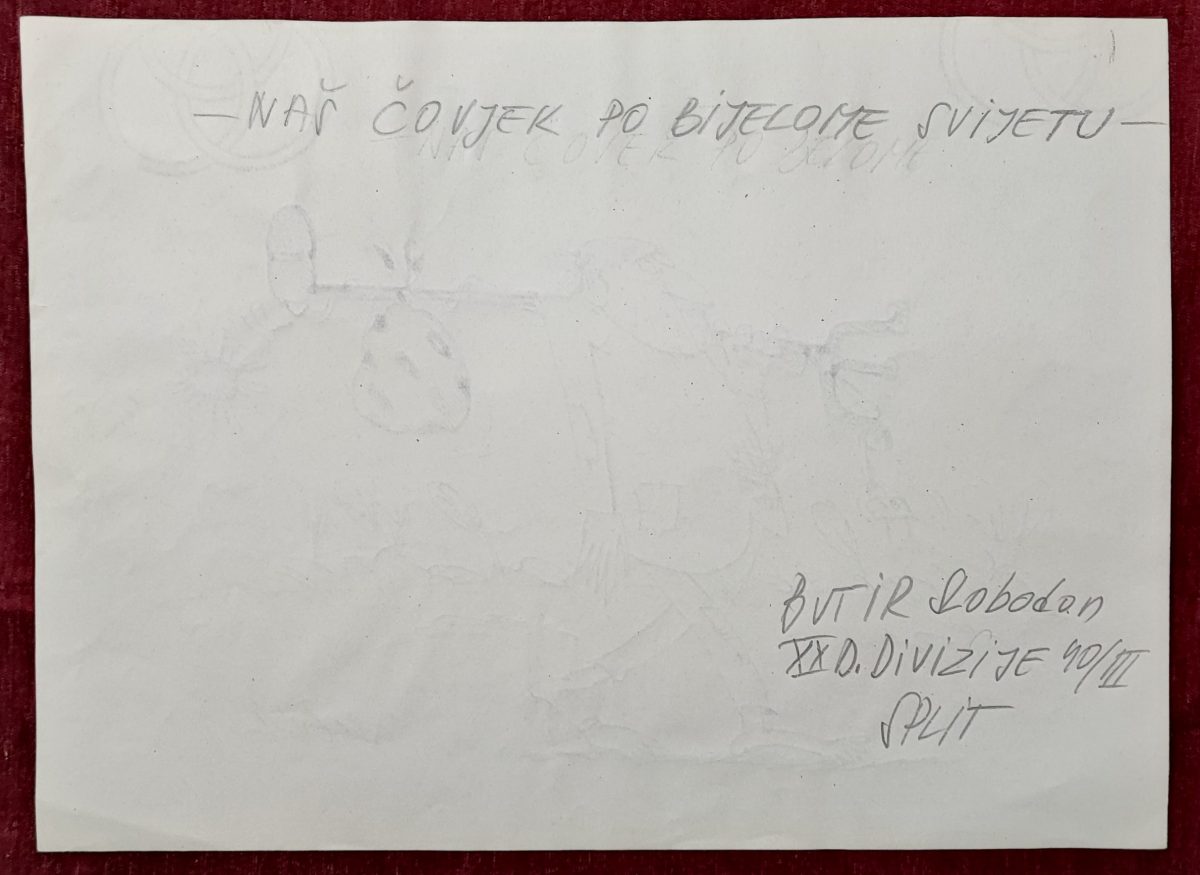 —NAŠ ČOVJEK PO BIJELOME SVIJETU—
BUTIR Slobodan
XX D. DiViZiJE 40/III
SPLiT